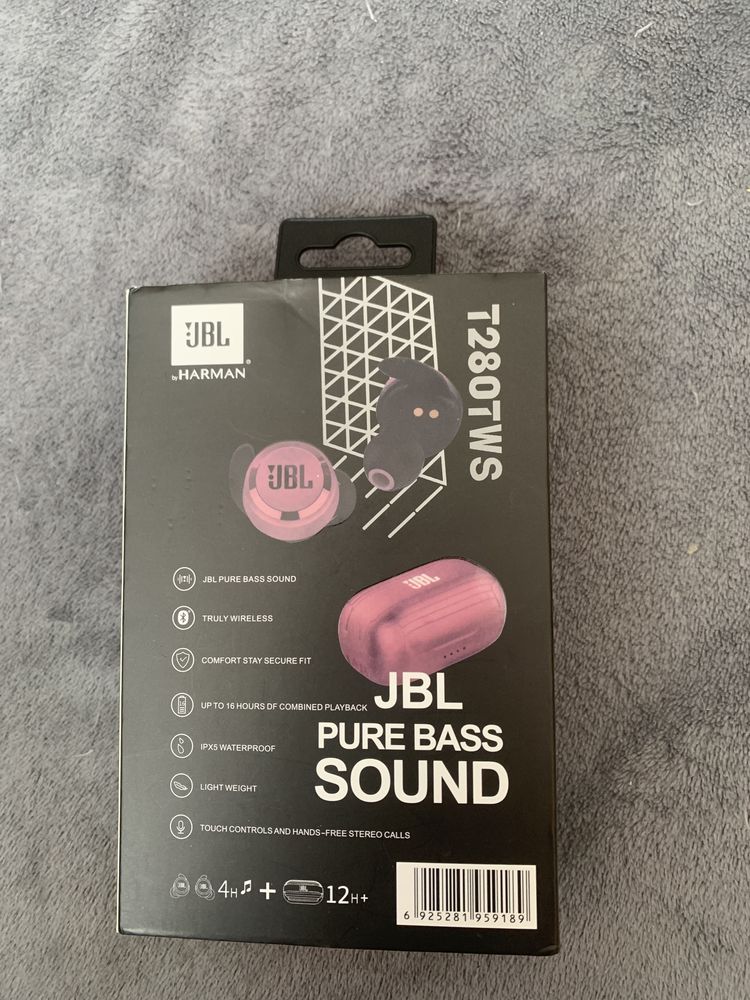 JBL
by HARMAN®
T280TWS
JBL
JBL
JBL PURE BASS SOUND
TRULY WIRELESS
COMFORT STAY SECURE FIT
16
UP TO 16 HOURS DF COMBINED PLAYBACK
IPX5 WATERPROOF
LIGHT WEIGHT
TOUCH CONTROLS AND HANDS-FREE STEREO CALLS
JBL
PURE BASS
SOUND
4H + 12H+
6 925281 959189